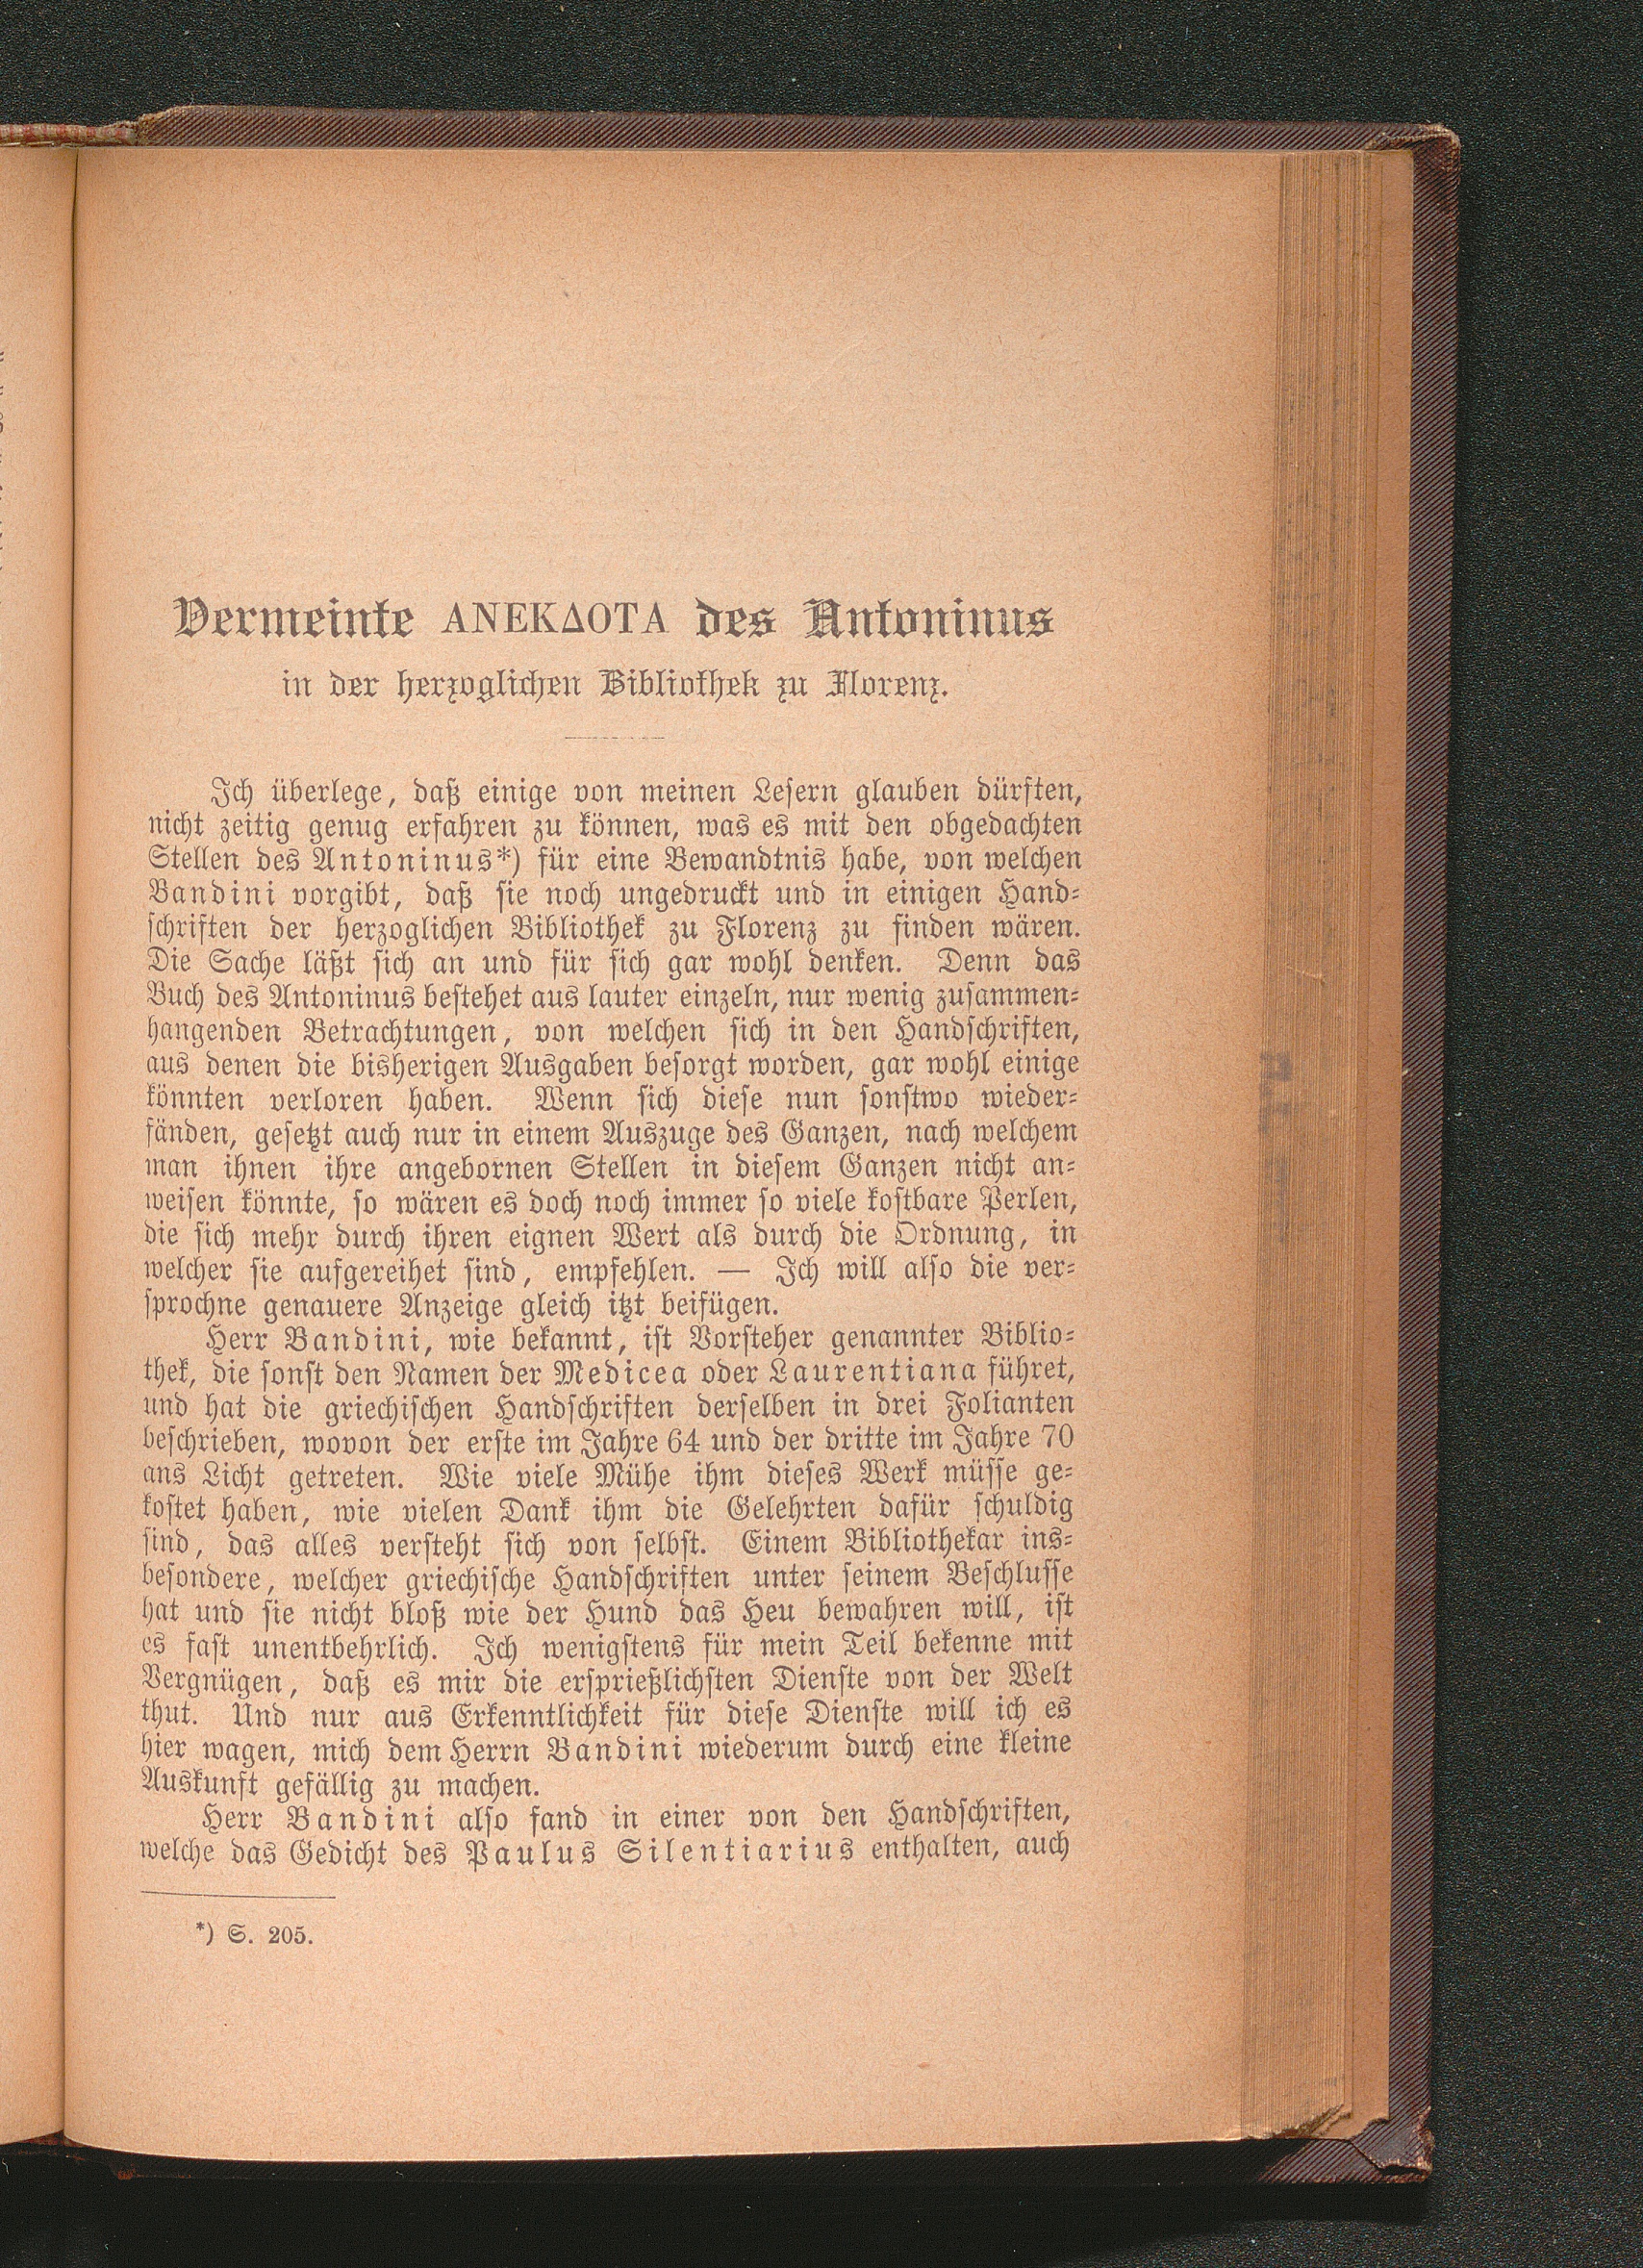 Vermeinte ΑΝΕΚΔΟΤΑ des Antoninus
in der herzoglichen Bibliothek zu Florenz.
Ich überlege, daß einige von meinen Lesern glauben dürften,
nicht zeitig genug erfahren zu können, was es mit den obgedachten
Stellen des Antoninus*) für eine Bewandtnis habe, von welchen
Bandini vorgibt, daß sie noch ungedruckt und in einigen Hand-
schriften der herzoglichen Bibliothek zu Florenz zu finden wären.
Die Sache läßt sich an und für sich gar wohl denken. Denn das
Buch des Antoninus bestehet aus lauter einzeln, nur wenig zusammen-
hangenden Betrachtungen, von welchen sich in den Handschriften,
aus denen die bisherigen Ausgaben besorgt worden, gar wohl einige
könnten verloren haben. Wenn sich diese nun sonstwo wieder-
fänden, gesetzt auch nur in einem Auszuge des Ganzen, nach welchem
man ihnen ihre angebornen Stellen in diesem Ganzen nicht an-
weisen könnte, so wären es doch noch immer so viele kostbare Perlen,
die sich mehr durch ihren eignen Wert als durch die Ordnung, in
welcher sie aufgereihet sind, empfehlen. — Ich will also die ver-
sprochne genauere Anzeige gleich itzt beifügen.
Herr Bandini, wie bekannt, ist Vorsteher genannter Biblio-
thek, die sonst den Namen der Medicea oder Laurentiana führet,
und hat die griechischen Handschriften derselben in drei Folianten
beschrieben, wovon der erste im Jahre 64 und der dritte im Jahre 70
ans Licht getreten. Wie viele Mühe ihm dieses Werk müsse ge-
kostet haben, wie vielen Dank ihm die Gelehrten dafür schuldig
sind, das alles versteht sich von selbst. Einem Bibliothekar ins-
besondere, welcher griechische Handschriften unter seinem Beschlusse
hat und sie nicht bloß wie der Hund das Heu bewahren will, ist
es fast unentbehrlich. Ich wenigstens für mein Teil bekenne mit
Vergnügen, daß es mir die ersprießlichsten Dienste von der Welt
thut. Und nur aus Erkenntlichkeit für diese Dienste will ich es
hier wagen, mich dem Herrn Bandini wiederum durch eine kleine
Auskunft gefällig zu machen.
Herr Bandini also fand in einer von den Handschriften,
welche das Gedicht des Paulus Silentiarius enthalten, auch
*) S. 205.